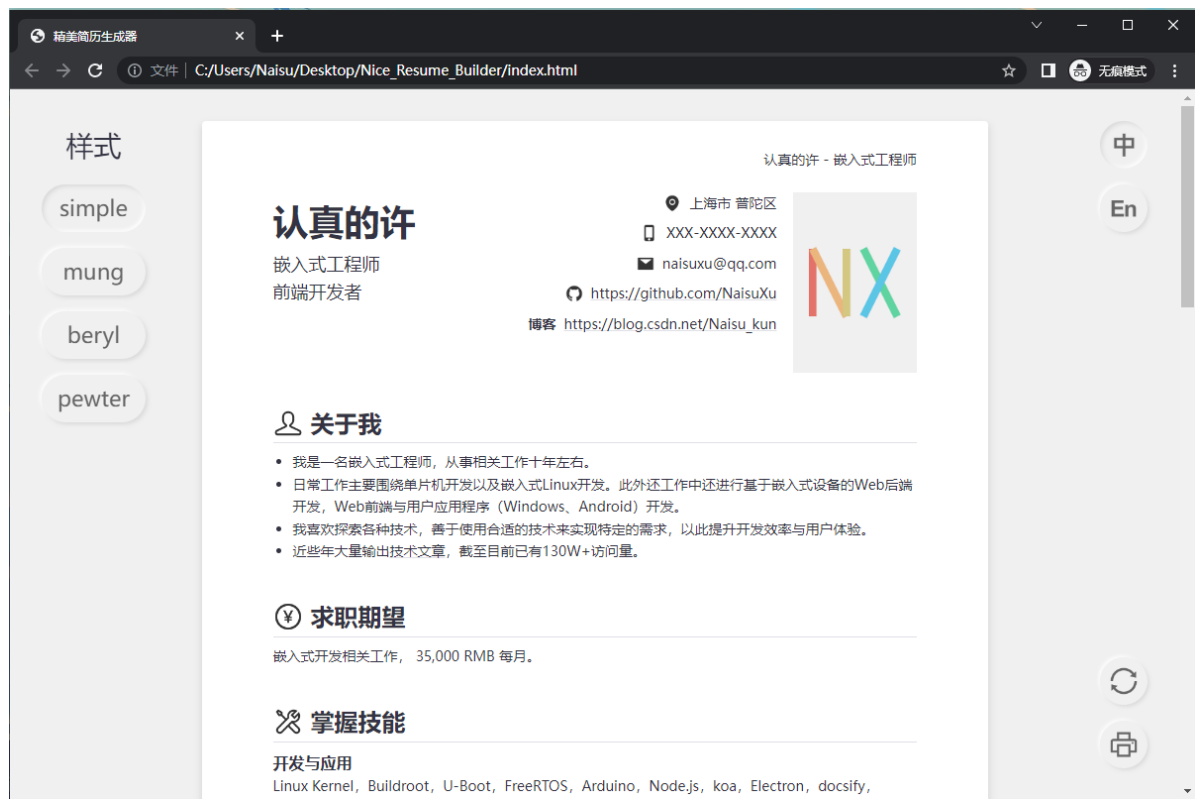 精美简历生成器
文件 C:/Users/Naisu/Desktop/Nice_Resume_Builder/index.html 无痕模式
样式
simple
mung
beryl
pewter
中
En
认真的许 - 嵌入式工程师
认真的许
嵌入式工程师
前端开发者
上海市 普陀区
XXX-XXXX-XXXX
naisuxu@qq.com
https://github.com/NaisuXu
博客 https://blog.csdn.net/Naisu_kun
NX
关于我
我是一名嵌入式工程师，从事相关工作十年左右。
日常工作主要围绕单片机开发以及嵌入式Linux开发。此外还工作中还进行基于嵌入式设备的Web后端
开发，Web前端与用户应用程序（Windows、Android）开发。
我喜欢探索各种技术，善于使用合适的技术来实现特定的需求，以此提升开发效率与用户体验。
近些年大量输出技术文章，截至目前已有130W+访问量。
求职期望
嵌入式开发相关工作， 35,000 RMB 每月。
掌握技能
开发与应用
Linux Kernel，Buildroot，U-Boot，FreeRTOS，Arduino，Node.js，koa，Electron，docsify，